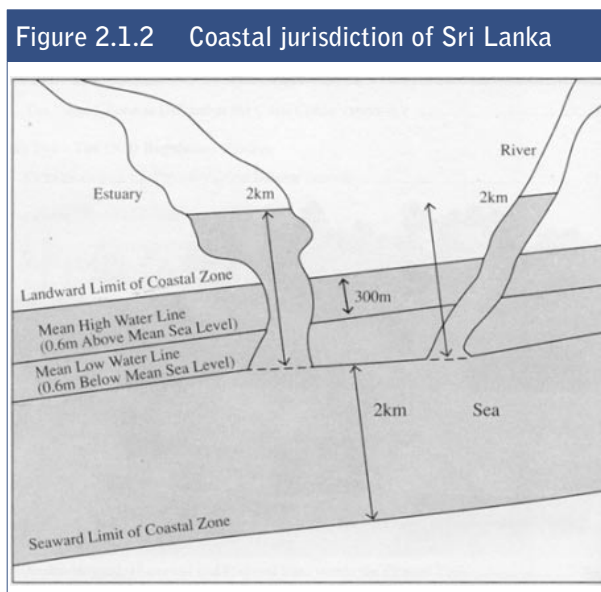 Figure 2.1.2 Coastal jurisdiction of Sri Lanka
River
Estuary
2km
2km
Landward Limit of Coastal Zone
300m
Mean High Water Line
(0.6m Above Mean Sea Level)
Mean Low Water Line
(0.6m Below Mean Sea Level)
2km
Sea
Seaward Limit of Coastal Zone